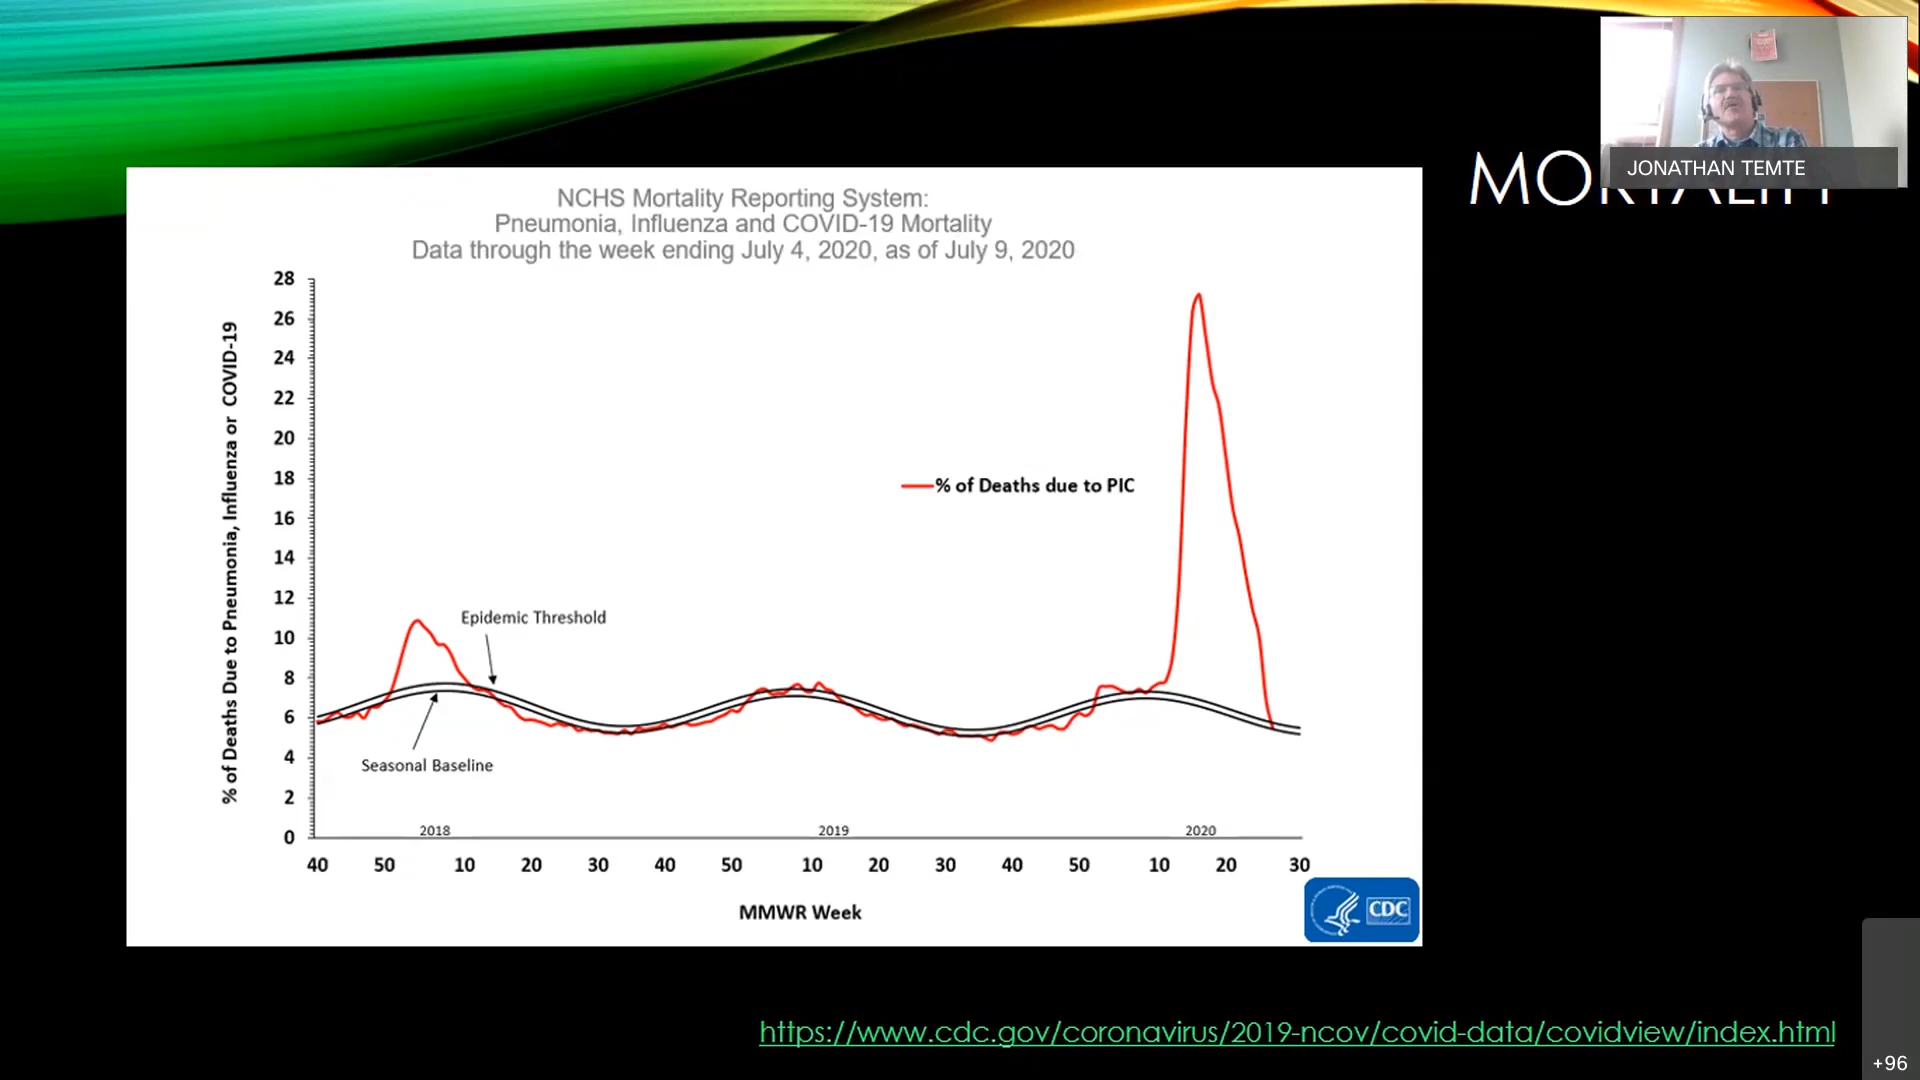 JONATHAN TEMTE
MORTALITY
NCHS Mortality Reporting System:
Pneumonia, Influenza and COVID-19 Mortality
Data through the week ending July 4, 2020, as of July 9, 2020
% of Deaths Due to Pneumonia, Influenza or COVID-19
28
26
24
22
20
18
16
14
12
10
8
6
4
2
0
% of Deaths due to PIC
Epidemic Threshold
Seasonal Baseline
2018 2019 2020
40 50 10 20 30 40 50 10 20 30 40 50 10 20 30
MMWR Week
CDC
https://www.cdc.gov/coronavirus/2019-ncov/covid-data/covidview/index.html
+96